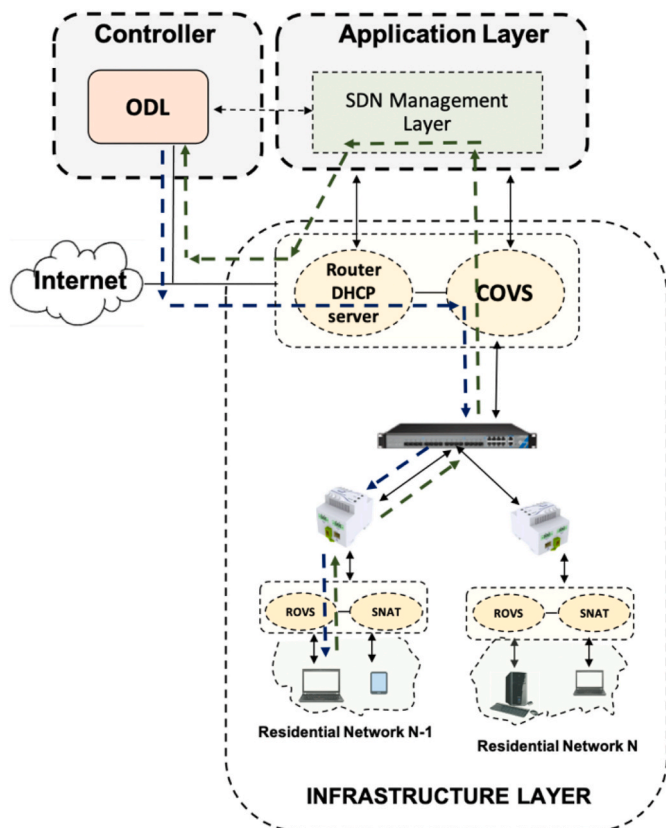 Controller
Application Layer
ODL
SDN Management
Layer
Internet
Router
DHCP
server
COVS
ROVS
SNAT
ROVS
SNAT
Residential Network N-1
Residential Network N
INFRASTRUCTURE LAYER